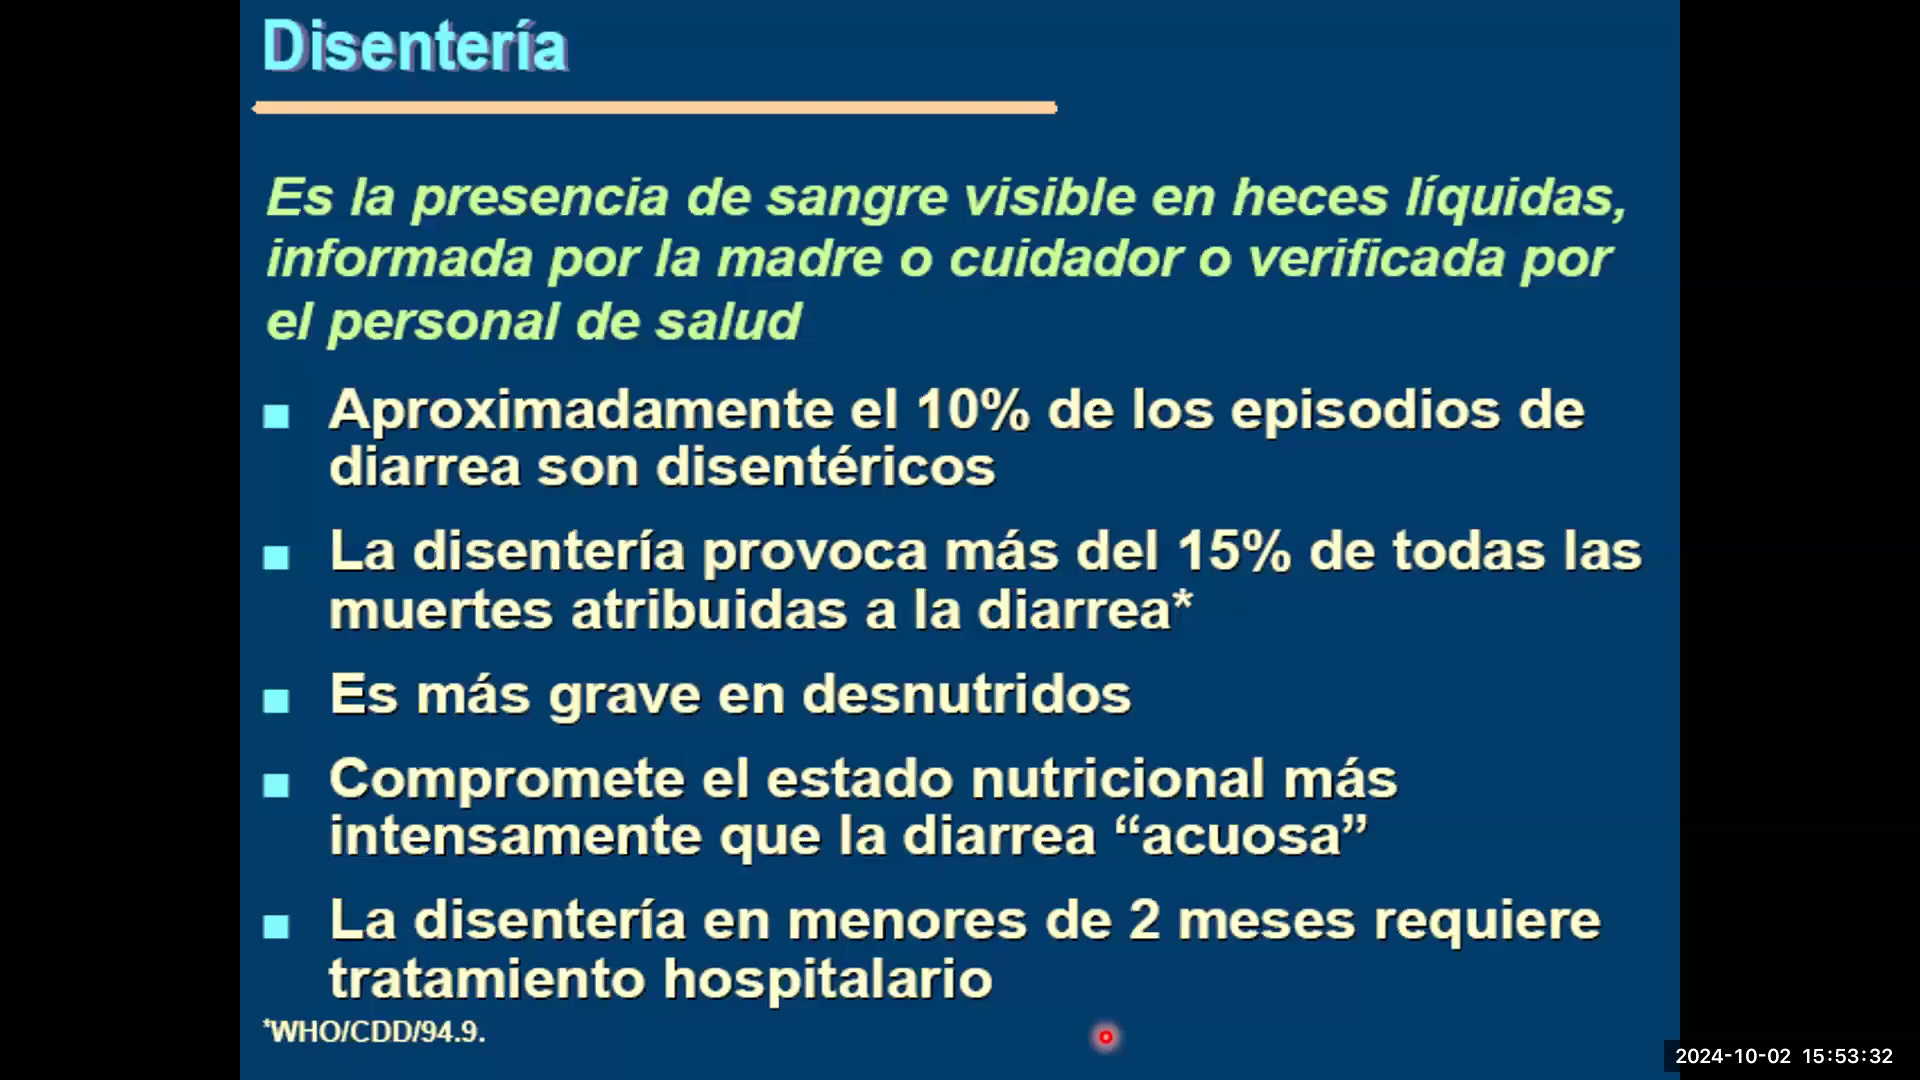 Disentería
Es la presencia de sangre visible en heces líquidas,
informada por la madre o cuidador o verificada por
el personal de salud
Aproximadamente el 10% de los episodios de
diarrea son disentéricos
La disentería provoca más del 15% de todas las
muertes atribuidas a la diarrea*
Es más grave en desnutridos
Compromete el estado nutricional más
intensamente que la diarrea “acuosa”
La disentería en menores de 2 meses requiere
tratamiento hospitalario
*WHO/CDD/94.9.
2024-10-02 15:53:32